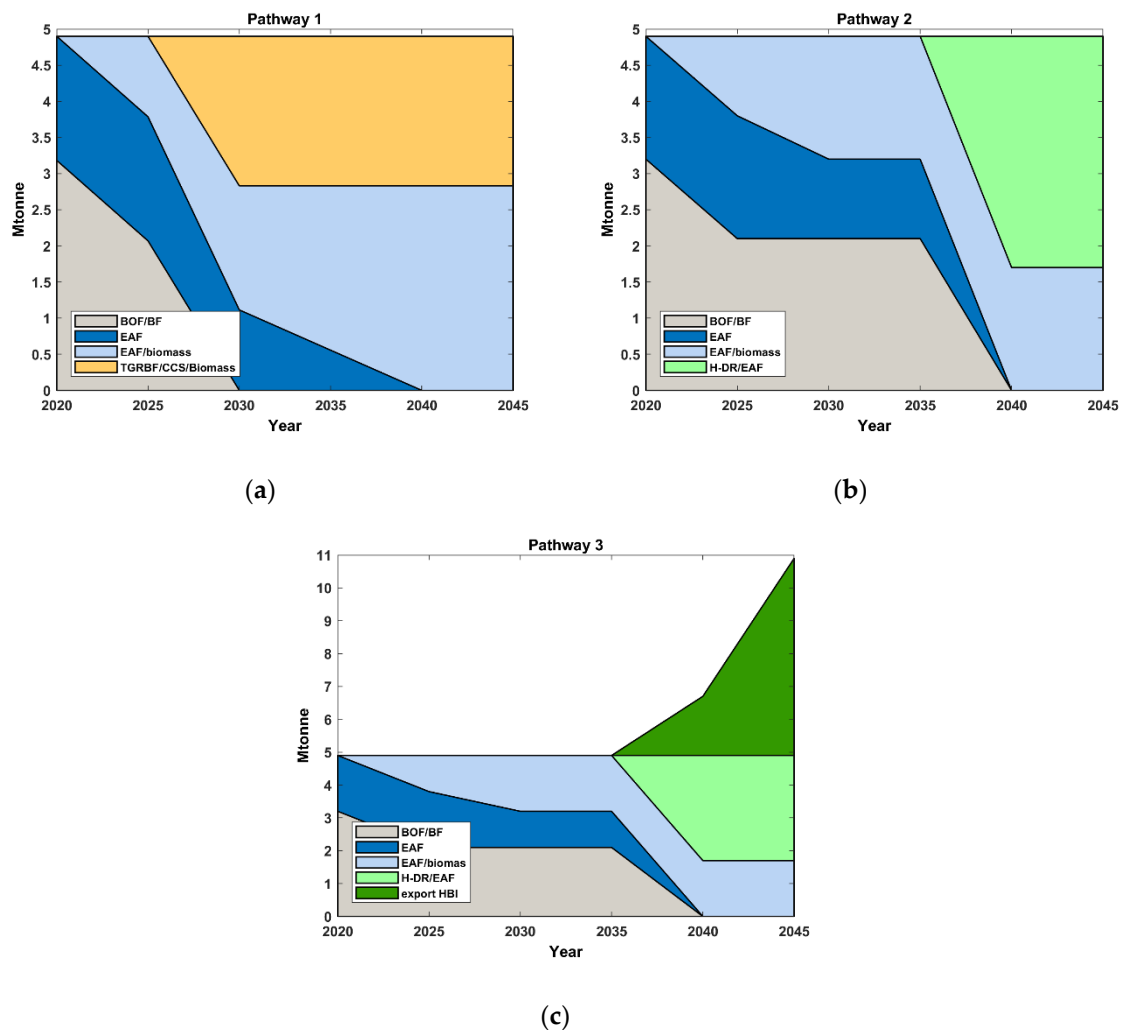 Pathway 1
5
4.5
4
3.5
3
2.5
2
1.5
1
0.5
0
Mtonne
BOF/BF
EAF
EAF/biomass
TGRBF/CCS/Biomass
2020 2025 2030 2035 2040 2045
Year
(a)
Pathway 2
5
4.5
4
3.5
3
2.5
2
1.5
1
0.5
0
Mtonne
BOF/BF
EAF
EAF/biomass
H-DR/EAF
2020 2025 2030 2035 2040 2045
Year
(b)
Pathway 3
11
10
9
8
7
6
5
4
3
2
1
0
Mtonne
BOF/BF
EAF
EAF/biomas
H-DR/EAF
export HBI
2020 2025 2030 2035 2040 2045
Year
(c)